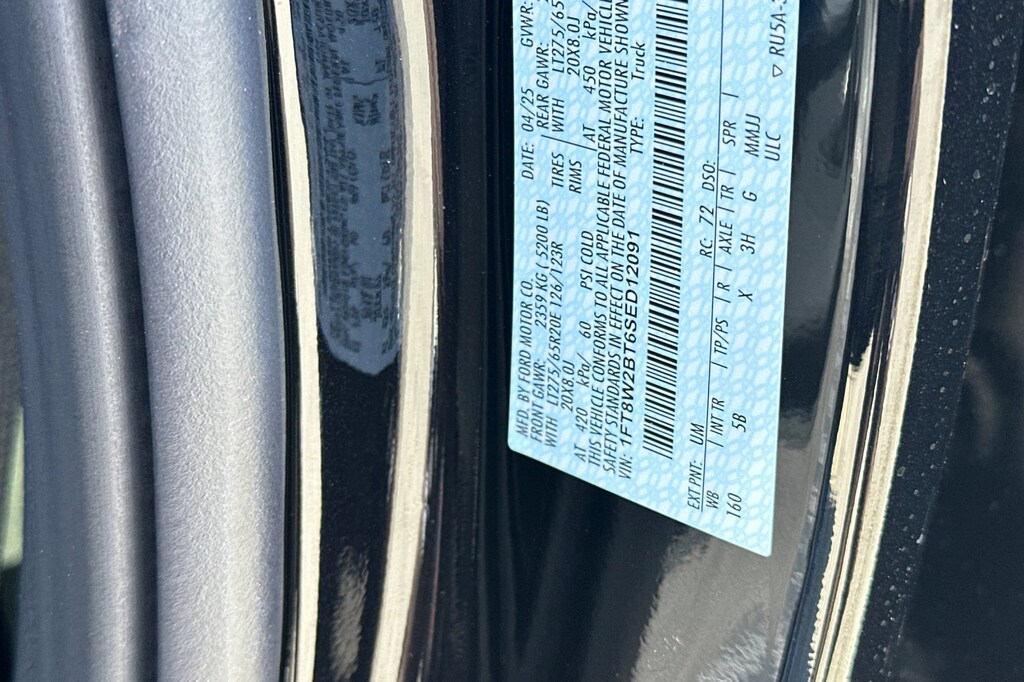 MFD. BY FORD MOTOR CO. DATE: 04/25 GVWR:
FRONT GAWR: 2359 KG 5200 LB) REAR GAWR:
WITH LT275/65R20E 126/123R TIRES WITH LT275/65
20X8.0J RIMS 20X8.0J
AT 420 kPa/ 60 PSI COLD AT 450 kPa/
THIS VEHICLE CONFORMS TO ALL APPLICABLE FEDERAL MOTOR VEHICLE
SAFETY STANDARDS IN EFFECT ON THE DATE OF MANUFACTURE SHOWN
VIN: 1FT8W2BT6SED12091 TYPE: Truck
EXT PNT: UM RC: 72 DSO:
WB INT TR TP/PS R AXLE TR SPR
160 5B X 3H G MMJJ
ULC
RU5A-